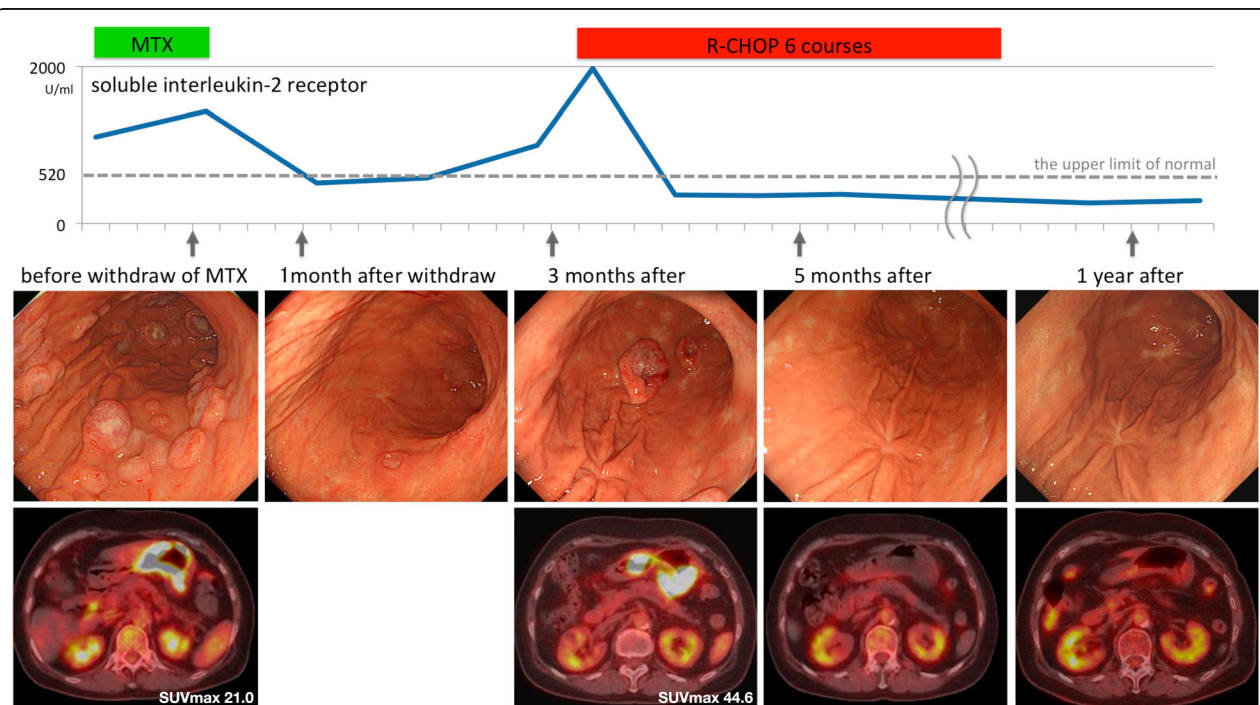 MTX
R-CHOP 6 courses
2000
U/ml
soluble interleukin-2 receptor
the upper limit of normal
520
0
before withdraw of MTX
1month after withdraw
3 months after
5 months after
1 year after
SUVmax 21.0
SUVmax 44.6